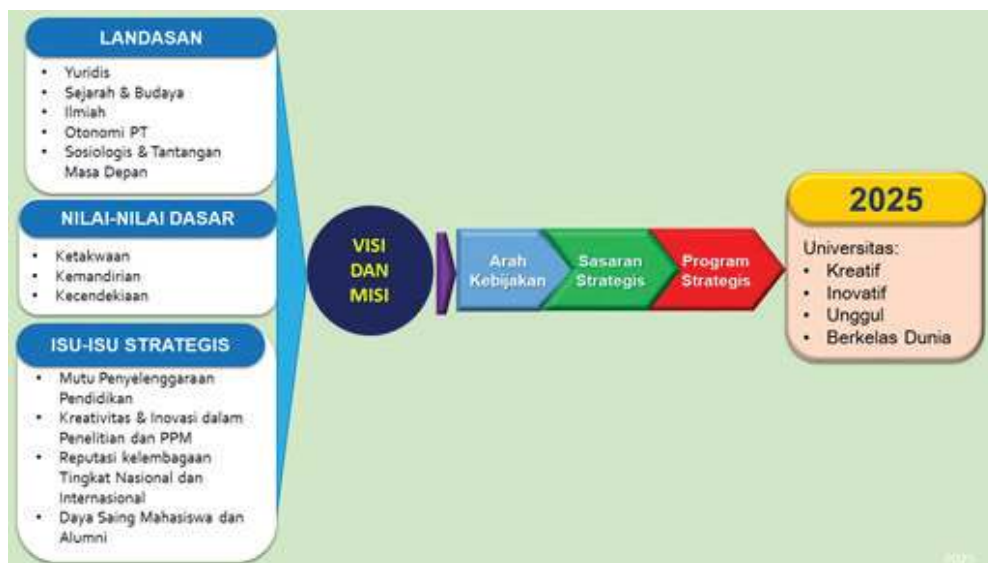 LANDASAN
• Yuridis
• Sejarah & Budaya
• Ilmiah
• Otonomi PT
• Sosiologis & Tantangan
Masa Depan
NILAI-NILAI DASAR
• Ketakwaan
• Kemandirian
• Kecendekiaan
ISU-ISU STRATEGIS
• Mutu Penyelenggaraan
Pendidikan
• Kreativitas & Inovasi dalam
Penelitian dan PPM
• Reputasi kelembagaan
Tingkat Nasional dan
Internasional
• Daya Saing Mahasiswa dan
Alumni
VISI
DAN
MISI
Arah
Kebijakan
Sasaran
Strategis
Program
Strategis
2025
Universitas:
• Kreatif
• Inovatif
• Unggul
• Berkelas Dunia